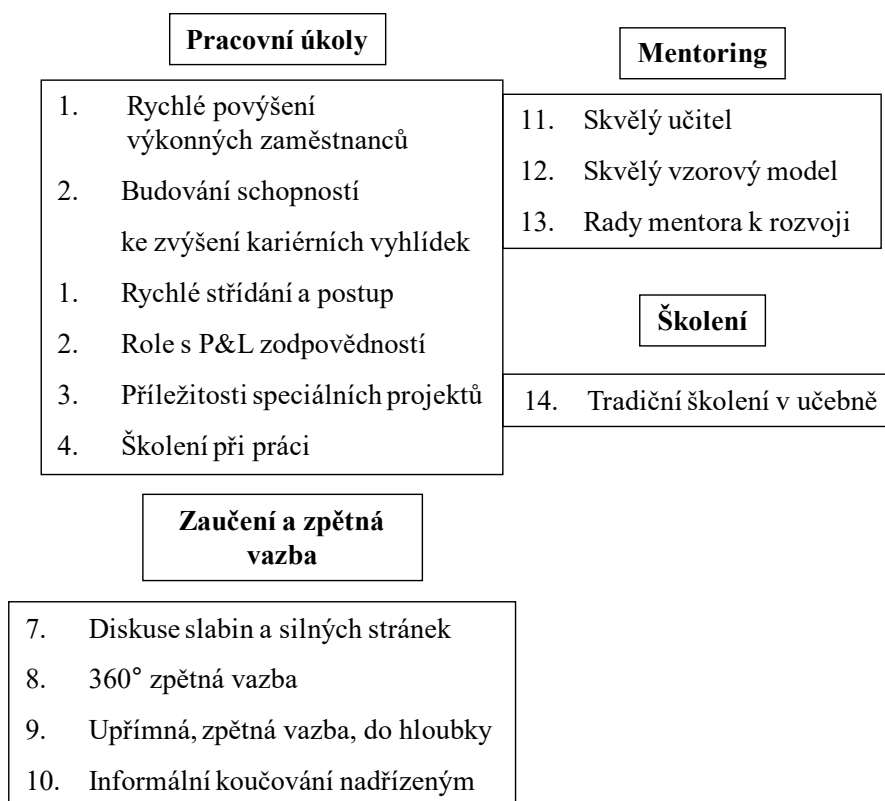 Pracovní úkoly
1. Rychlé povýšení
výkonných zaměstnanců
2. Budování schopností
ke zvýšení kariérních vyhlídek
1. Rychlé střídání a postup
2. Role s P&L zodpovědností
3. Příležitosti speciálních projektů
4. Školení při práci
Mentoring
11. Skvělý učitel
12. Skvělý vzorový model
13. Rady mentora k rozvoji
Školení
14. Tradiční školení v učebně
Zaučení a zpětná
vazba
7. Diskuse slabin a silných stránek
8. 360° zpětná vazba
9. Upřímná, zpětná vazba, do hloubky
10. Informální koučování nadřízeným